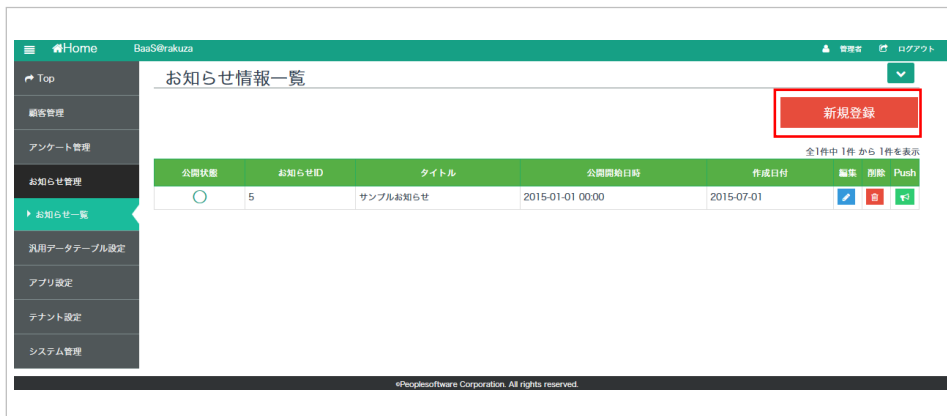 Home BaaS@rakuza 管理者 ログアウト
Top
お知らせ情報一覧
顧客管理
新規登録
アンケート管理
全1件中 1件 から 1件を表示
お知らせ管理
公開状態 お知らせID タイトル 公開開始日時 作成日付 編集 削除 Push
5 サンプルお知らせ 2015-01-01 00:00 2015-07-01
お知らせ一覧
汎用データテーブル設定
アプリ設定
テナント設定
システム管理
©Peoplesoftware Corporation. All rights reserved.